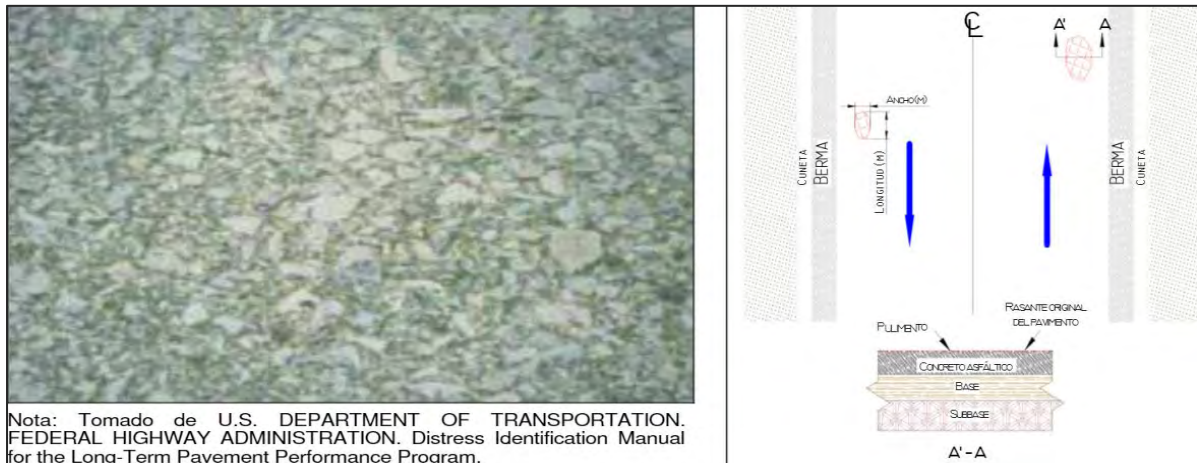 Nota: Tomado de U.S. DEPARTMENT OF TRANSPORTATION.
FEDERAL HIGHWAY ADMINISTRATION. Distress Identification Manual
for the Long-Term Pavement Performance Program.
CL
A' A
ANCHO(M)
LONGITUD(M)
CUNETA
BERMA
BERMA
CUNETA
PULIMENTO
RASANTE ORIGINAL
DEL PAVIMENTO
CONCRETO ASFÁLTICO
BASE
SUBBASE
A'-A